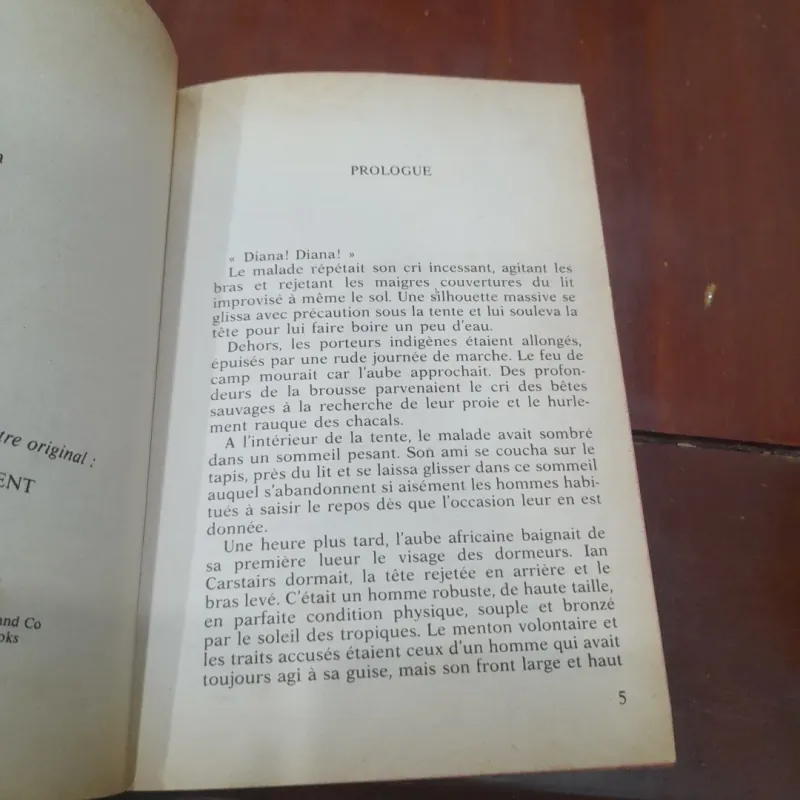 tre original :
ENT
and Co
ooks
PROLOGUE
« Diana! Diana! »
Le malade répétait son cri incessant, agitant les
bras et rejetant les maigres couvertures du lit
improvisé à même le sol. Une silhouette massive se
glissa avec précaution sous la tente et lui souleva la
tête pour lui faire boire un peu d'eau.
Dehors, les porteurs indigènes étaient allongés,
épuisés par une rude journée de marche. Le feu de
camp mourait car l'aube approchait. Des profon-
deurs de la brousse parvenaient le cri des bêtes
sauvages à la recherche de leur proie et le hurle-
ment rauque des chacals.
A l'intérieur de la tente, le malade avait sombré
dans un sommeil pesant. Son ami se coucha sur le
tapis, près du lit et se laissa glisser dans ce sommeil
auquel s'abandonnent si aisément les hommes habi-
tués à saisir le repos dès que l'occasion leur en est
donnée.
Une heure plus tard, l'aube africaine baignait de
sa première lueur le visage des dormeurs. Ian
Carstairs dormait, la tête rejetée en arrière et le
bras levé. C'était un homme robuste, de haute taille,
en parfaite condition physique, souple et bronzé
par le soleil des tropiques. Le menton volontaire et
les traits accusés étaient ceux d'un homme qui avait
toujours agi à sa guise, mais son front large et haut
5